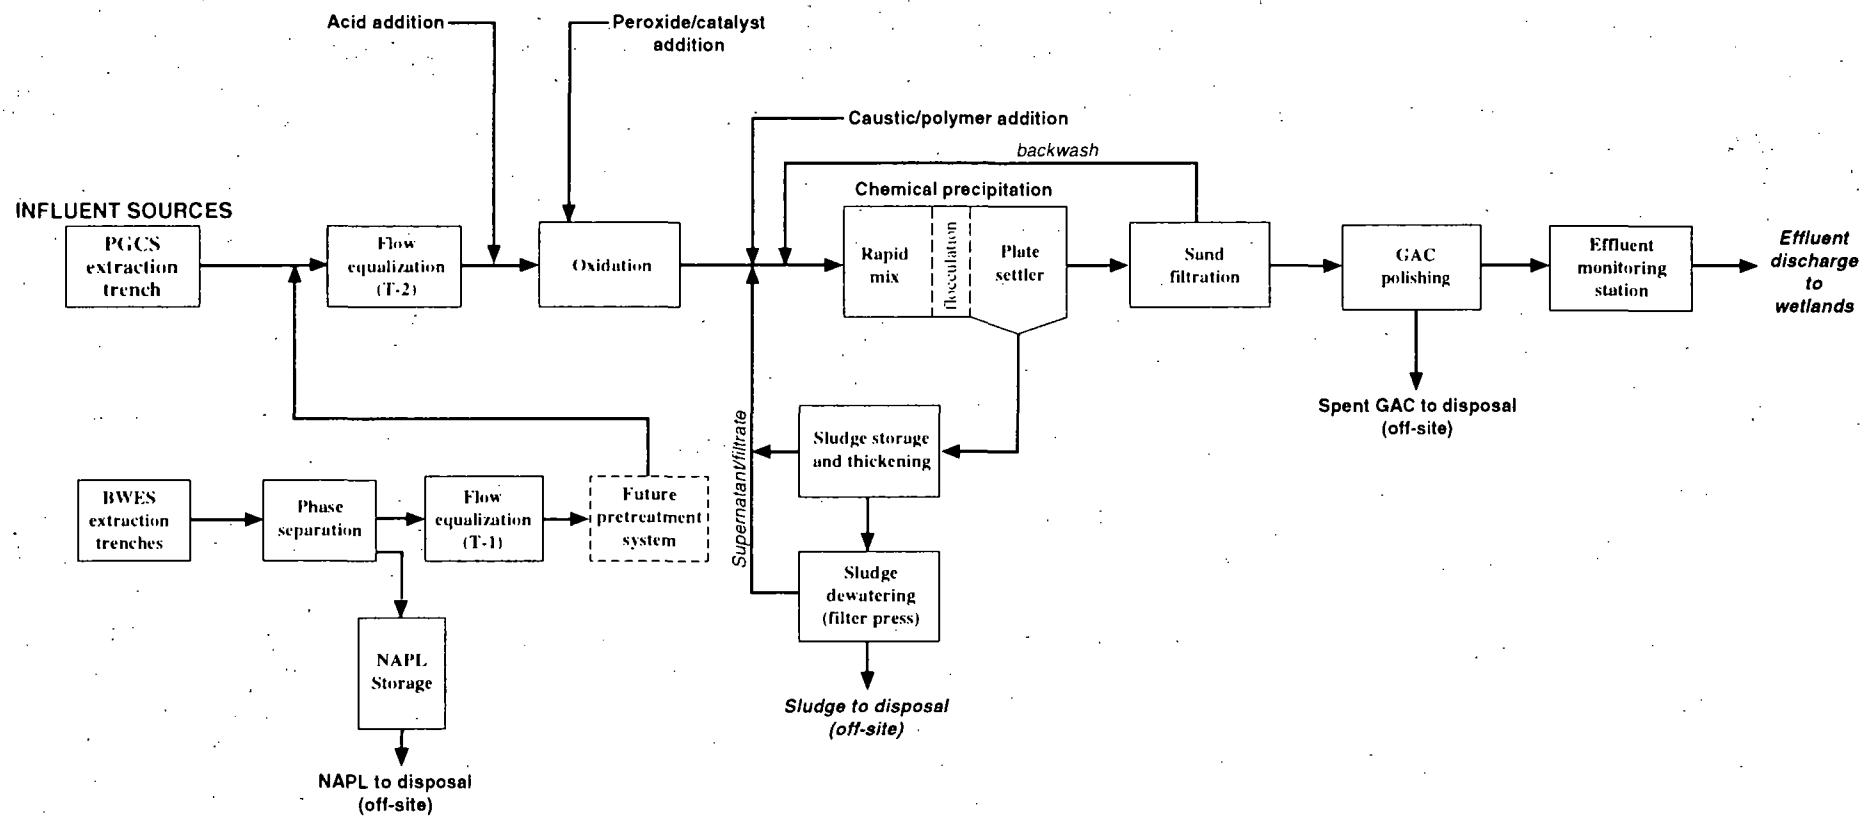 Acid addition
Peroxide/catalyst
addition
Caustic/polymer addition
backwash
Chemical precipitation
INFLUENT SOURCES
PGCS
extraction
trench
Flow
equalization
(T-2)
Oxidation
Rapid
mix
flocculation
Plate
settler
Sand
filtration
GAC
polishing
Effluent
monitoring
station
Effluent
discharge
to
wetlands
Spent GAC to disposal
(off-site)
Supernatant/filtrate
Sludge storage
and thickening
BWES
extraction
trenches
Phase
separation
Flow
equalization
(T-1)
Future
pretreatment
system
Sludge
dewatering
(filter press)
NAPL
Storage
Sludge to disposal
(off-site)
NAPL to disposal
(off-site)